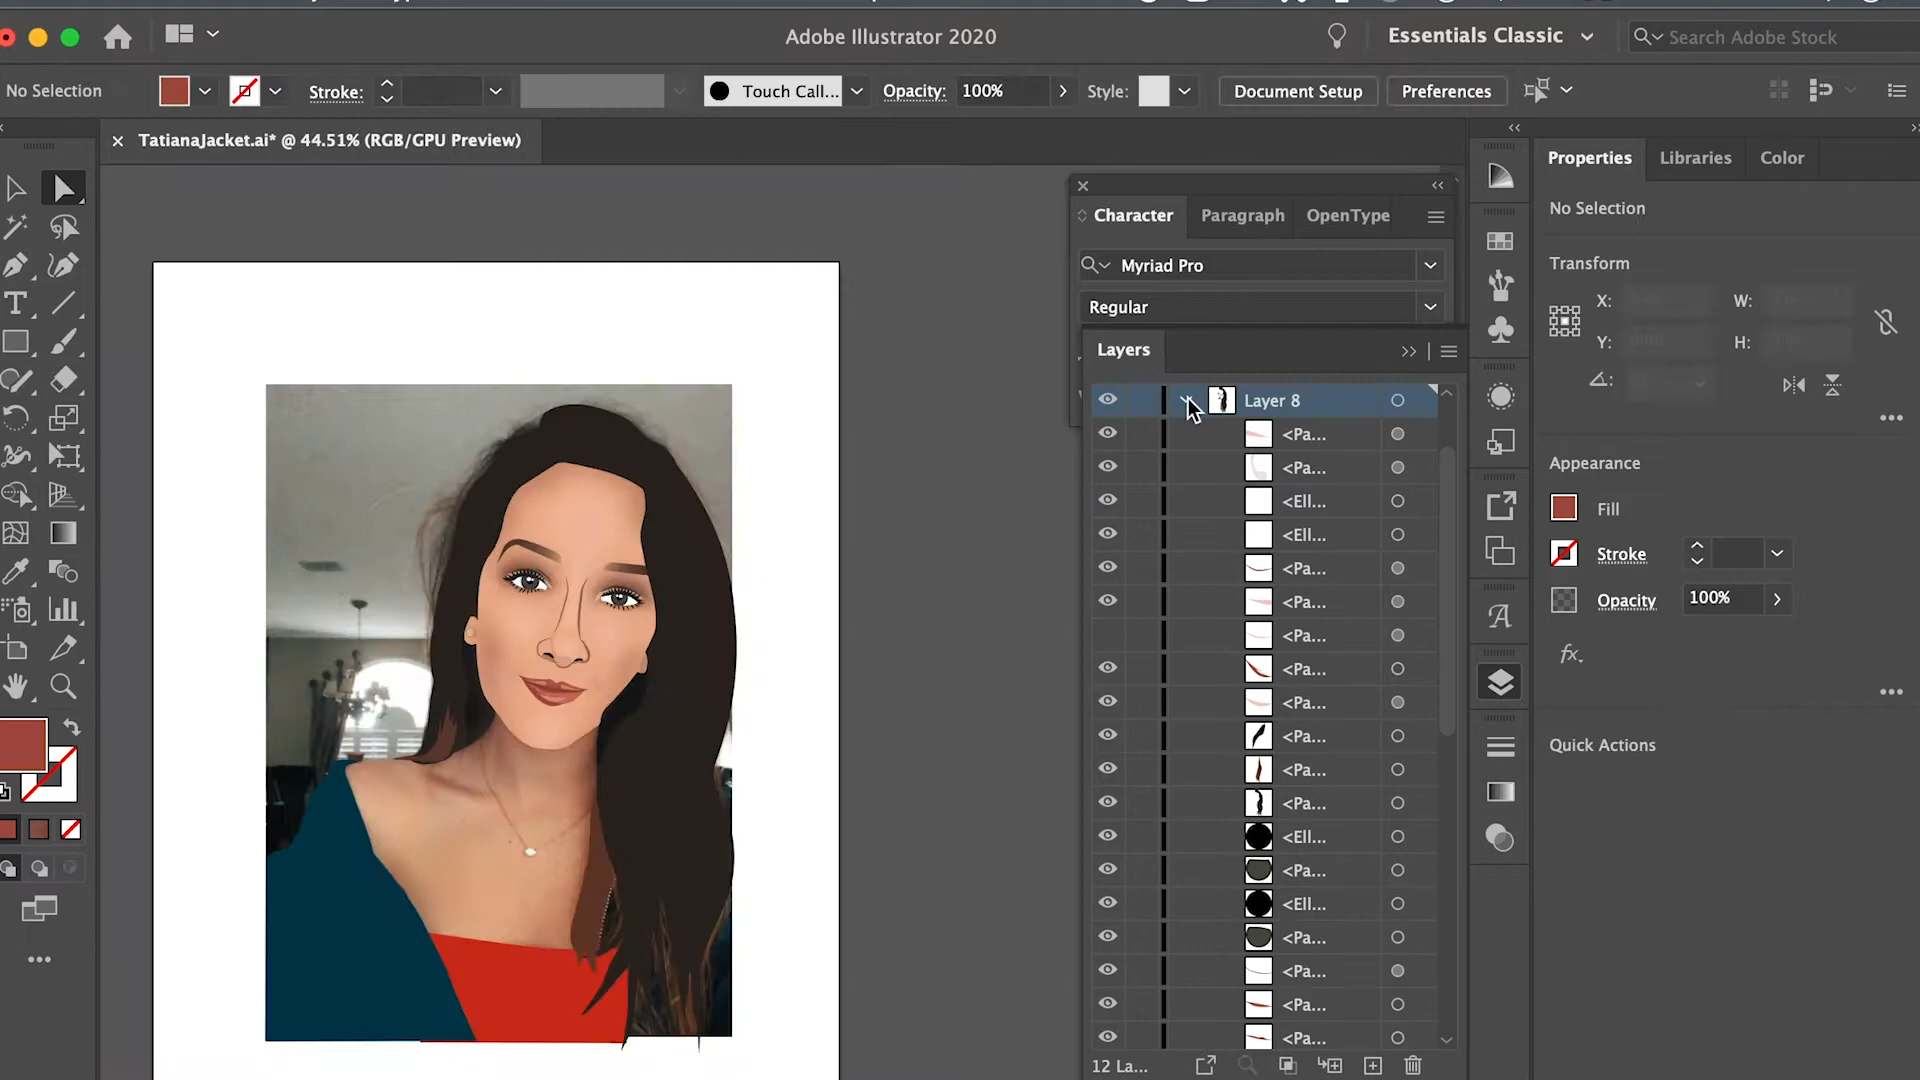 Adobe Illustrator 2020
Essentials Classic
Search Adobe Stock
No Selection
Stroke:
Touch Call...
Opacity:
100%
Style:
Document Setup
Preferences
TatianaJacket.ai* @ 44.51% (RGB/GPU Preview)
Properties
Libraries
Color
Character
Paragraph
OpenType
Myriad Pro
Regular
Layers
Layer 8
<Pa...
<Pa...
<Ell...
<Ell...
<Pa...
<Pa...
<Pa...
<Pa...
<Pa...
<Pa...
<Pa...
<Pa...
<Ell...
<Pa...
<Ell...
<Pa...
<Pa...
<Pa...
<Pa...
12 La...
No Selection
Transform
X:
W:
Y:
H:
Appearance
Fill
Stroke
Opacity
100%
fx.
Quick Actions